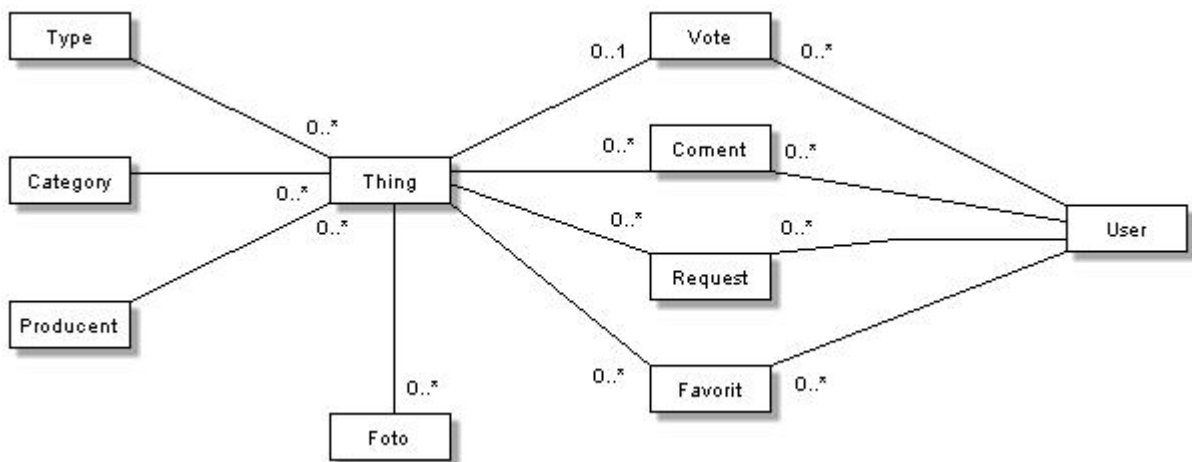 Type
Vote
0..1
0..*
0..*
Coment
0..*
0..*
Category
Thing
0..*
0..*
0..*
0..*
User
Request
Producent
0..*
0..*
0..*
Favorit
Foto